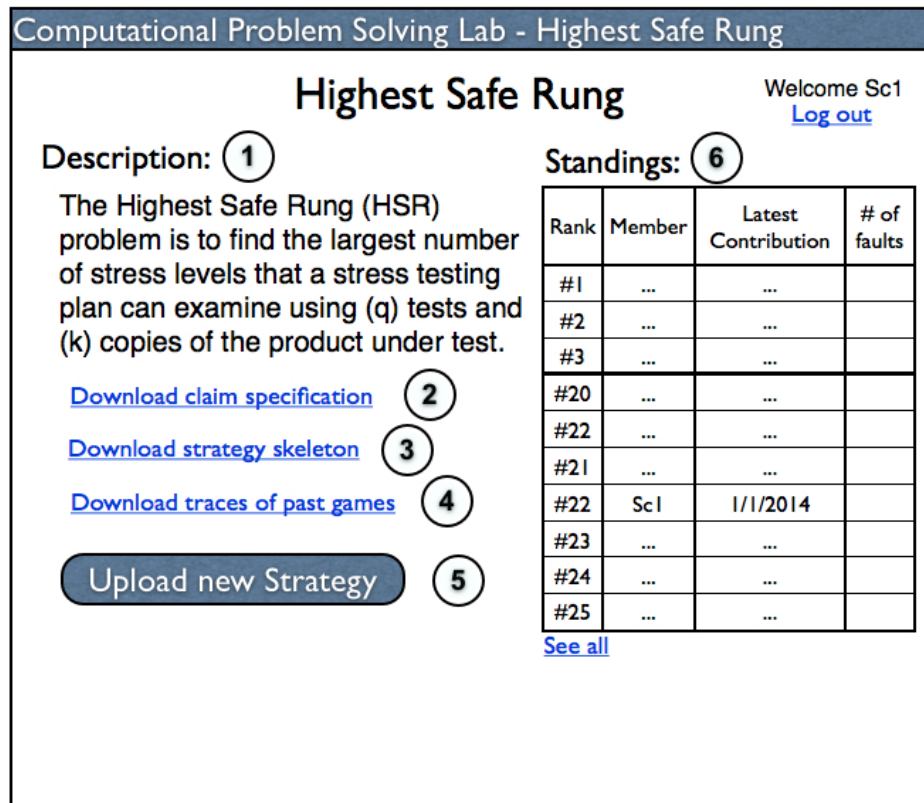 Computational Problem Solving Lab - Highest Safe Rung
Highest Safe Rung
Welcome Sc1
Log out
Description: 1
The Highest Safe Rung (HSR)
problem is to find the largest number
of stress levels that a stress testing
plan can examine using (q) tests and
(k) copies of the product under test.
Download claim specification 2
Download strategy skeleton 3
Download traces of past games 4
Upload new Strategy 5
Standings: 6
Rank Member Latest Contribution # of faults
#1 ... ...
#2 ... ...
#3 ... ...
#20 ... ...
#22 ... ...
#21 ... ...
#22 Sc1 1/1/2014
#23 ... ...
#24 ... ...
#25 ... ...
See all